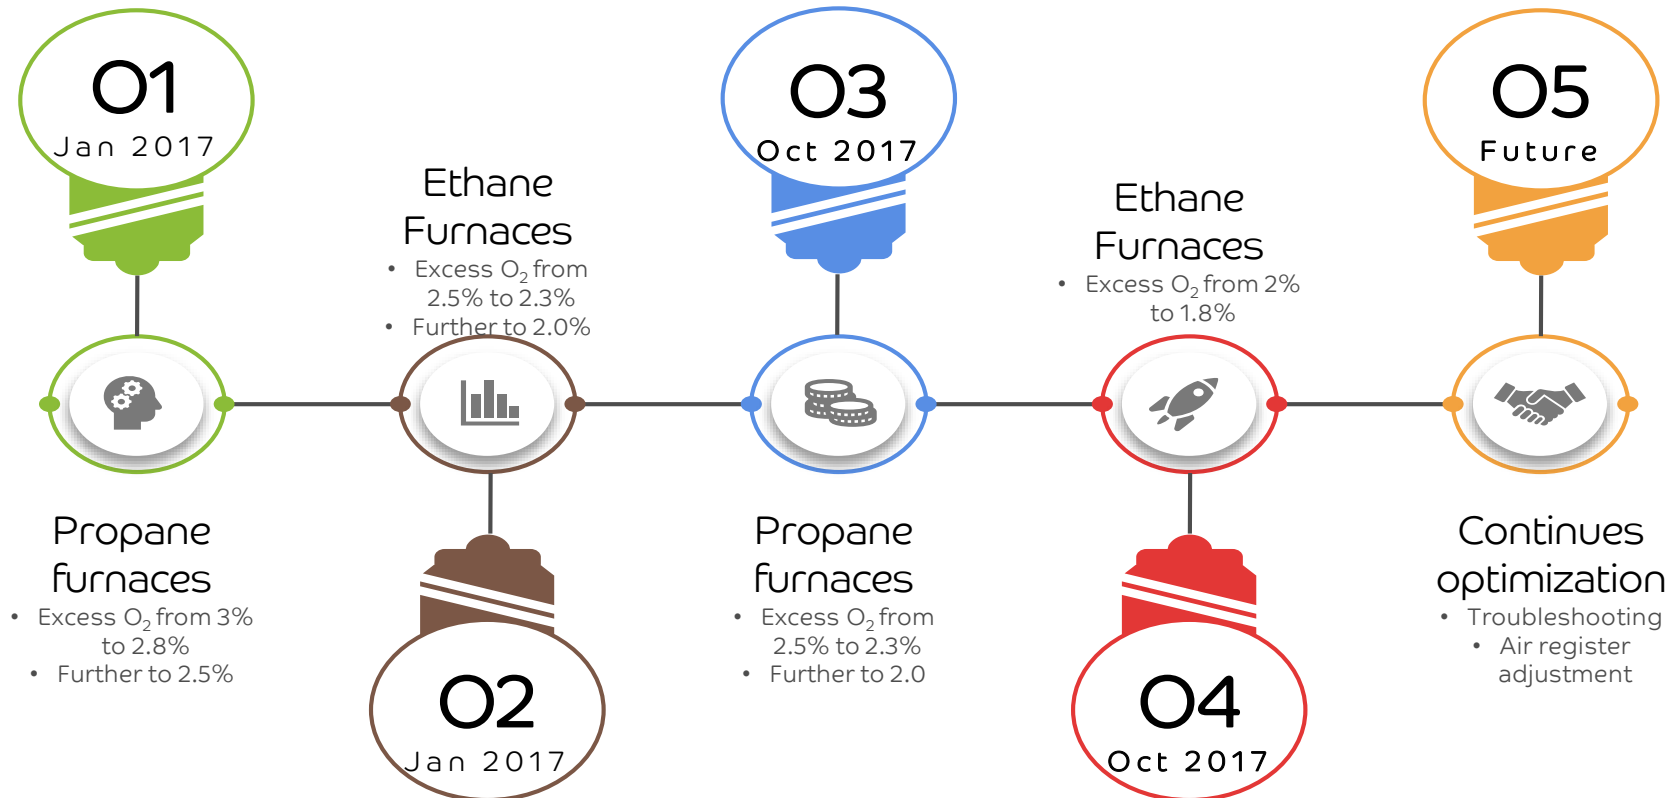 01
Jan 2017
Propane
furnaces
• Excess O₂ from 3%
to 2.8%
• Further to 2.5%
Ethane
Furnaces
• Excess O₂ from
2.5% to 2.3%
• Further to 2.0%
02
Jan 2017
03
Oct 2017
Propane
furnaces
• Excess O₂ from
2.5% to 2.3%
• Further to 2.0
Ethane
Furnaces
• Excess O₂ from 2%
to 1.8%
04
Oct 2017
05
Future
Continues
optimization
• Troubleshooting
• Air register
adjustment